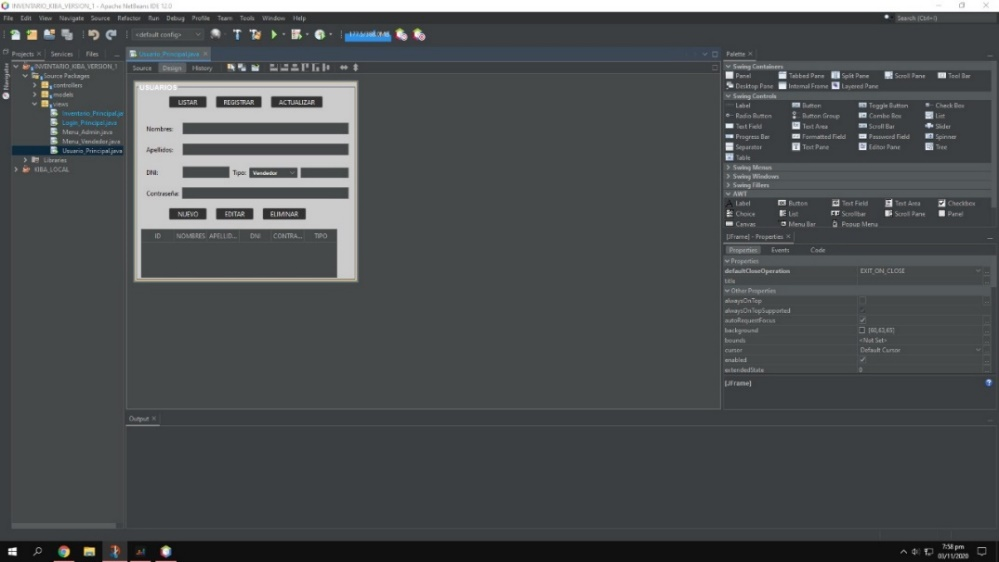 INVENTARIO_KIBA_VERSION_1 - Apache NetBeans IDE 12.0
File Edit View Navigate Source Refactor Run Debug Profile Team Tools Window Help
Search (Ctrl+I)
<default config>
Projects
Services
Files
Navigator
INVENTARIO_KIBA_VERSION_1
Source Packages
controllers
models
views
Inventario_Principal.ja
Login_Principal.java
Menu_Admin.java
Menu_Vendedor.java
Usuario_Principal.java
Libraries
KIBA_LOCAL
Usuario_Principal.java
Source Design History
USUARIOS
LISTAR REGISTRAR ACTUALIZAR
Nombres:
Apellidos:
DNI: Tipo: Vendedor
Contraseña:
NUEVO EDITAR ELIMINAR
ID NOMBRES APELLID... DNI CONTRA... TIPO
Output
Palette
Swing Containers
Panel Tabbed Pane Split Pane Scroll Pane Tool Bar
Desktop Pane Internal Frame Layered Pane
Swing Controls
Label Button Toggle Button Check Box
Radio Button Button Group Combo Box List
Text Field Text Area Scroll Bar Slider
Progress Bar Formatted Field Password Field Spinner
Separator Text Pane Editor Pane Tree
Table
Swing Menus
Swing Windows
Swing Fillers
AWT
Label Button Text Field Text Area Checkbox
Choice List Scrollbar Scroll Pane Panel
Canvas Menu Bar Popup Menu
[JFrame] - Properties
Properties Events Code
Properties
defaultCloseOperation EXIT_ON_CLOSE
title
Other Properties
alwaysOnTop
alwaysOnTopSupported
autoRequestFocus
background [60,63,65]
bounds <Not Set>
cursor Default Cursor
enabled
extendedState 0
[JFrame]
7:58 pm
03/11/2020